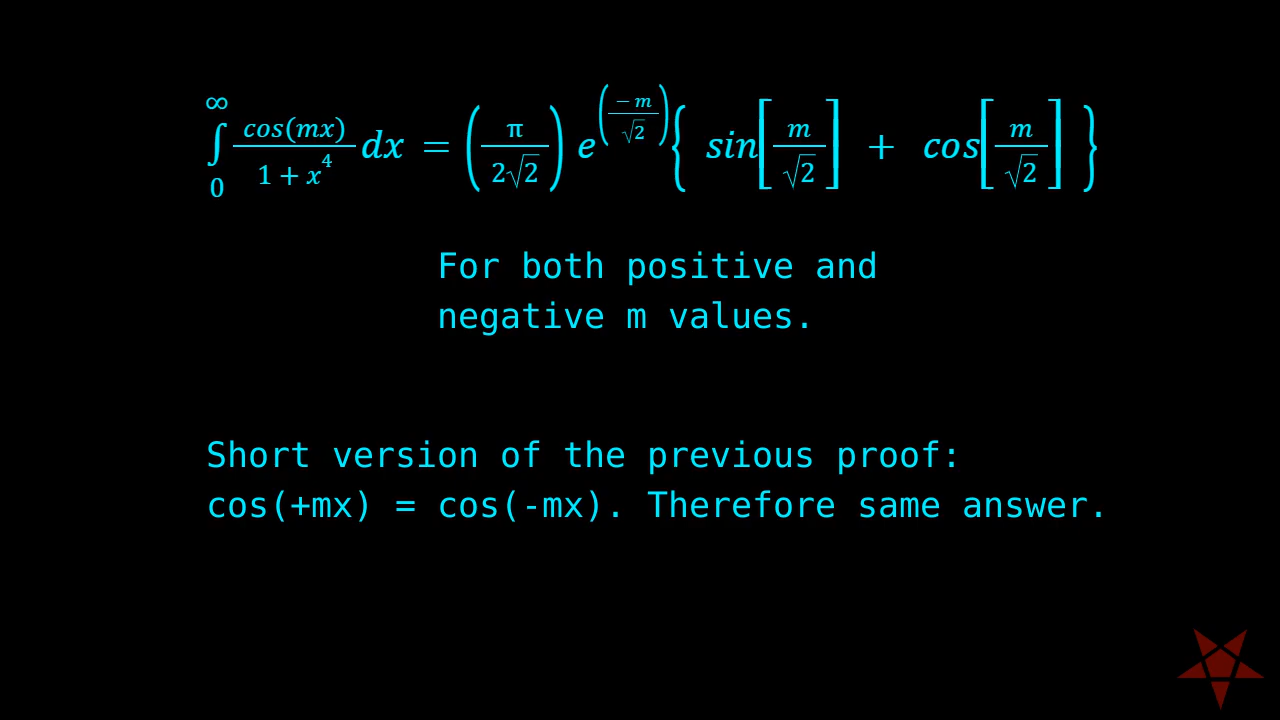 ∞∫0 cos(mx)/(1 + x⁴) dx = (π/(2√2)) e^(−m/√2) { sin[m/√2] + cos[m/√2] }
For both positive and
negative m values.
Short version of the previous proof:
cos(+mx) = cos(-mx). Therefore same answer.